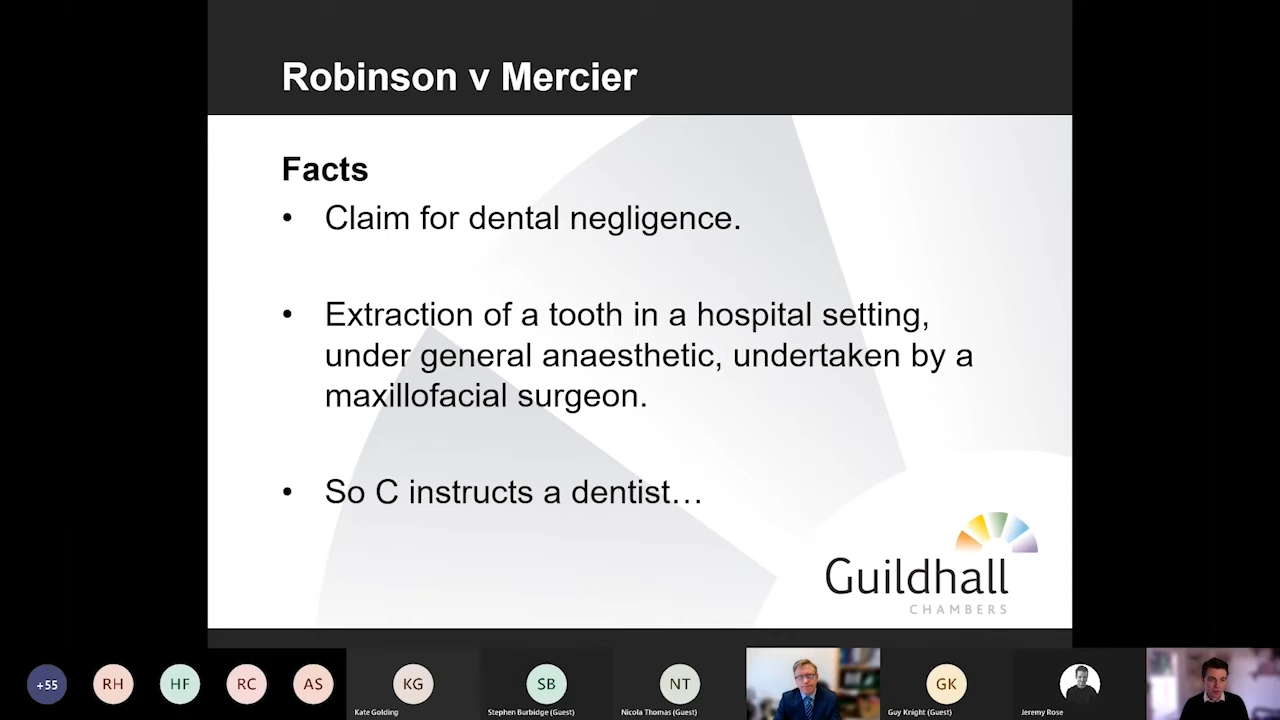 Robinson v Mercier
Facts
• Claim for dental negligence.
• Extraction of a tooth in a hospital setting,
under general anaesthetic, undertaken by a
maxillofacial surgeon.
• So C instructs a dentist…
Guildhall
CHAMBERS
+55
RH
HF
RC
AS
KG
Kate Golding
SB
Stephen Burbidge (Guest)
NT
Nicola Thomas (Guest)
GK
Guy Knight (Guest)
Jeremy Rose